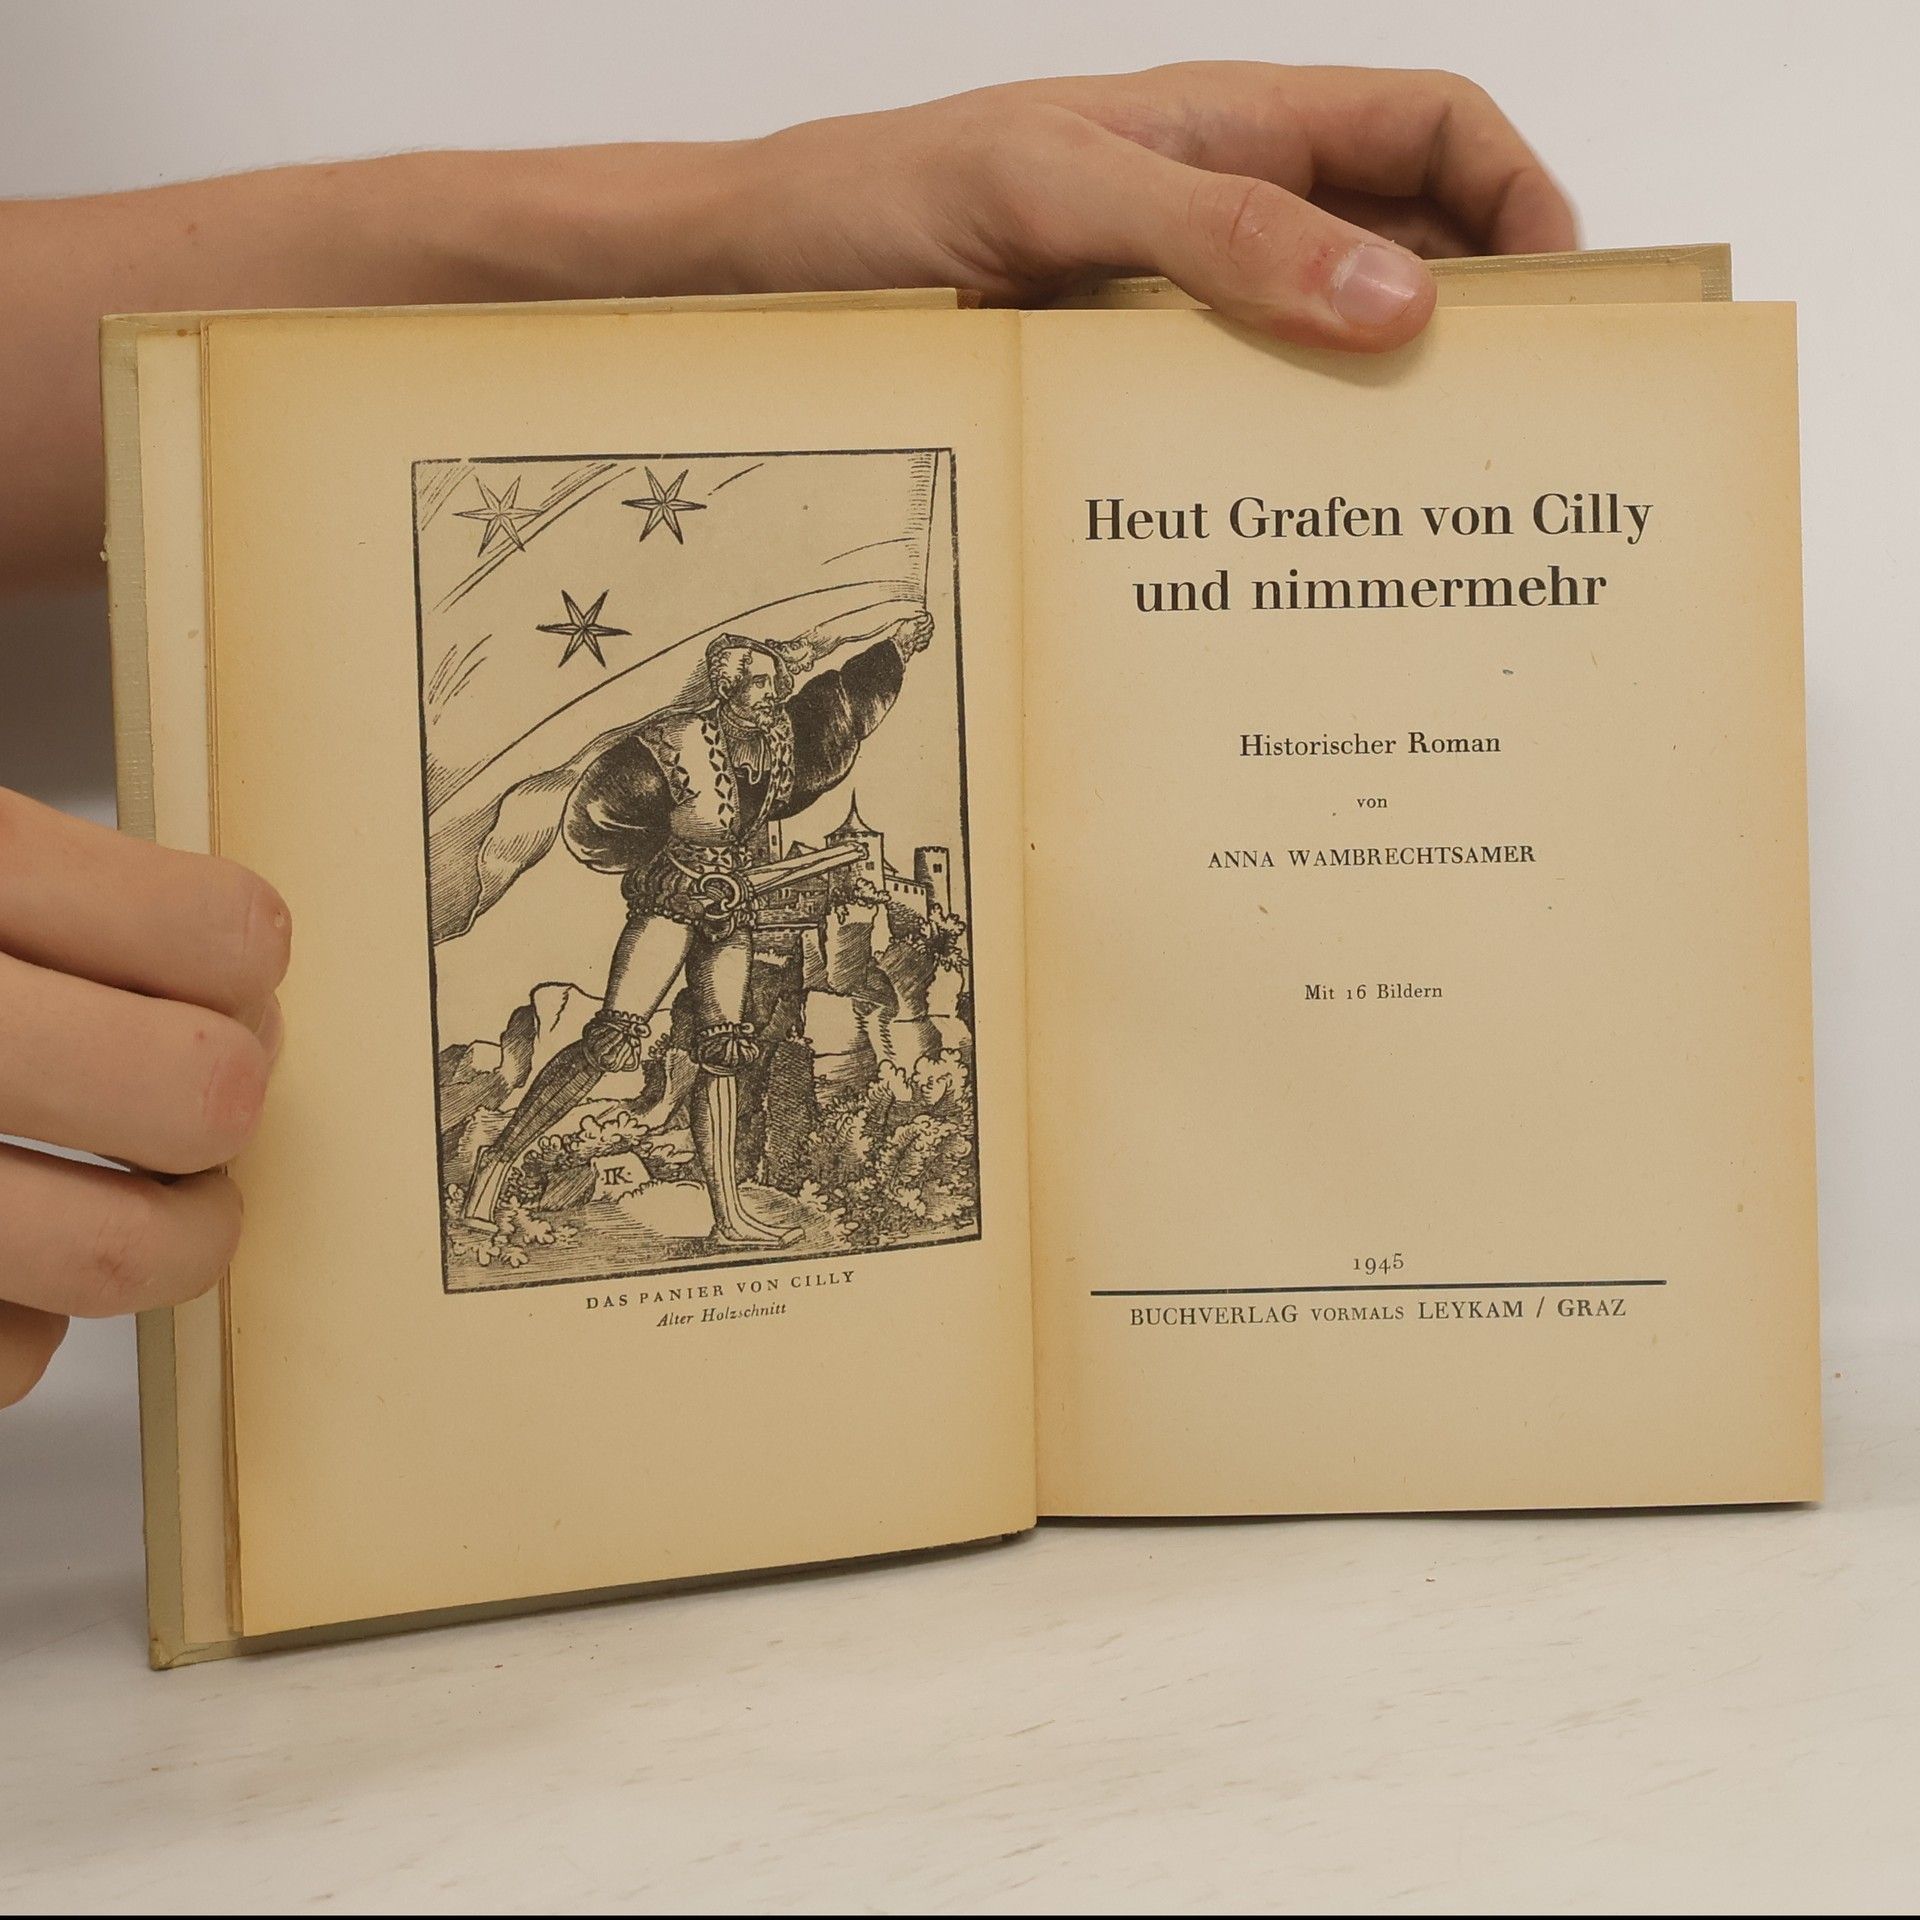 IK
DAS PANIER VON CILLY
Alter Holzschnitt
Heut Grafen von Cilly
und nimmermehr
Historischer Roman
von
ANNA WAMBRECHTSAMER
Mit 16 Bildern
1945
BUCHVERLAG VORMALS LEYKAM / GRAZ